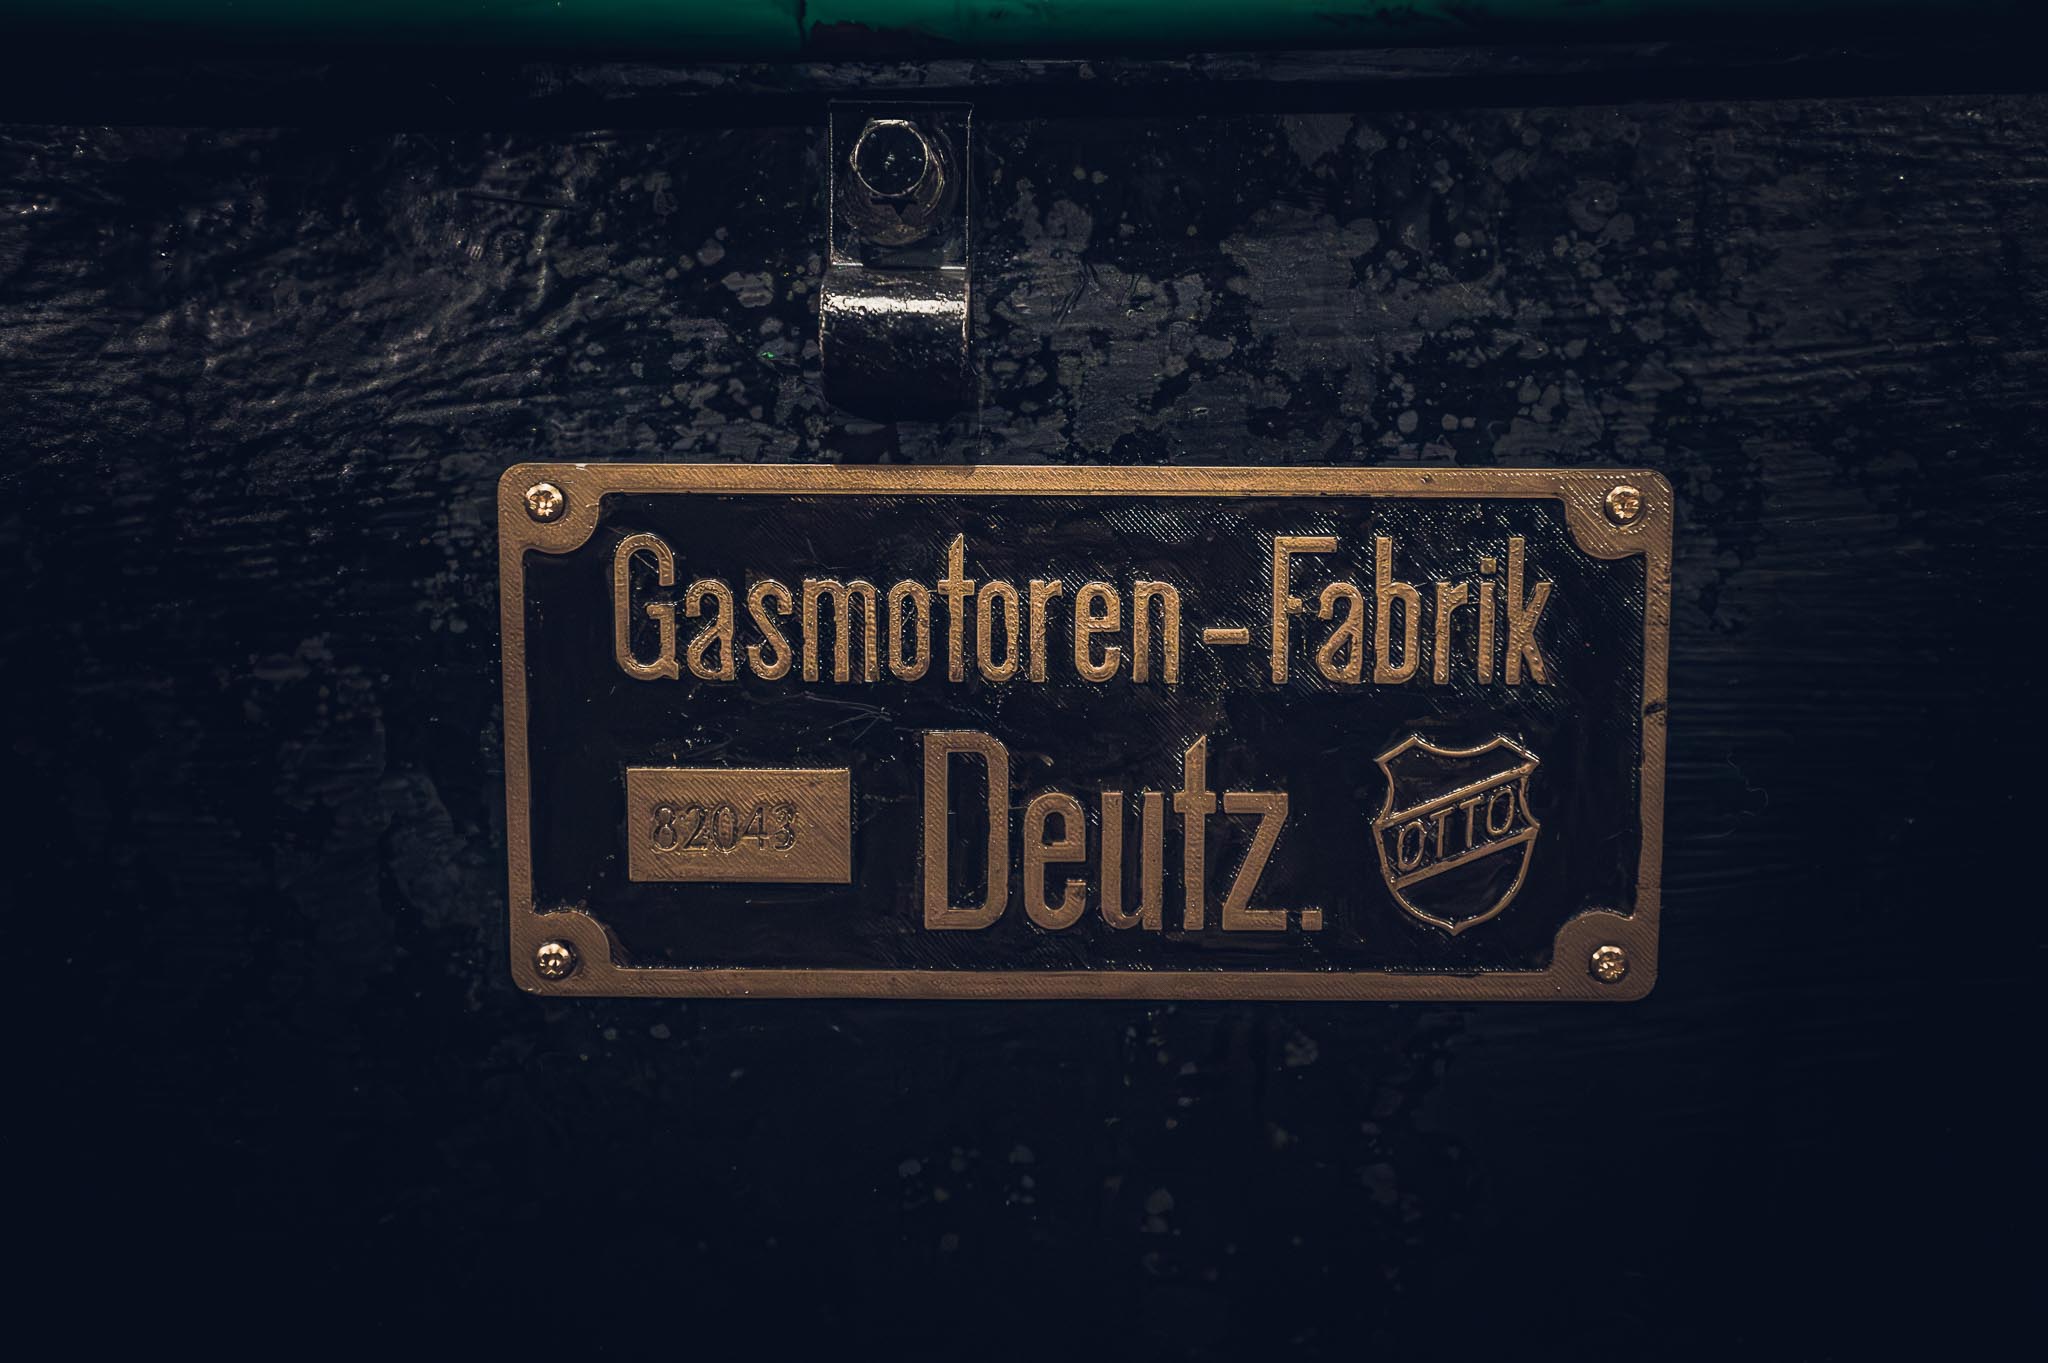 Gasmotoren-Fabrik
82043 Deutz. OTTO